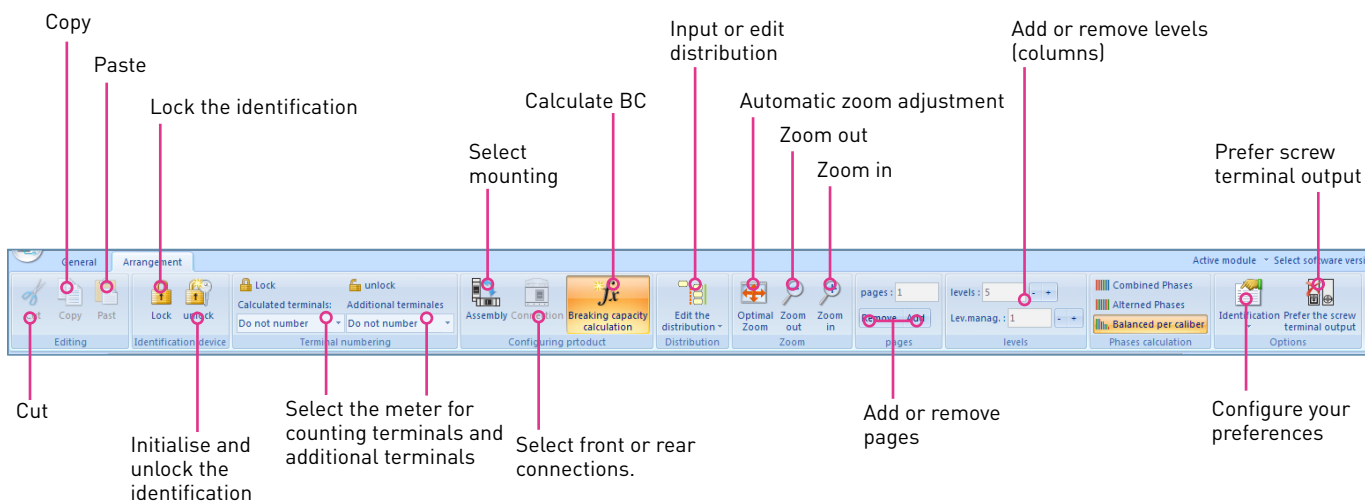 Copy
Paste
Lock the identification
Select
mounting
Calculate BC
Input or edit
distribution
Automatic zoom adjustment
Zoom out
Zoom in
Add or remove levels
(columns)
Prefer screw
terminal output
General
Arrangement
Active module
Select software versi
Lock
unlock
Combined Phases
pages : 1
levels : 5
- +
Calculated terminals:
Additional terminales
Alterned Phases
Cut
Copy
Past
Lock
unlock
Do not number
Do not number
Assembly
Connection
Breaking capacity
calculation
Edit the
distribution
Optimal
Zoom
Zoom
out
Zoom
in
Remove
Add
Lev.manag. : 1
- +
Balanced per caliber
Identification
Prefer the screw
terminal output
Editing
Identification device
Terminal numbering
Configuring prtoduct
Distribution
Zoom
pages
levels
Phases calculation
Options
Cut
Initialise and
unlock the
identification
Select the meter for
counting terminals and
additional terminals
Select front or rear
connections.
Add or remove
pages
Configure your
preferences